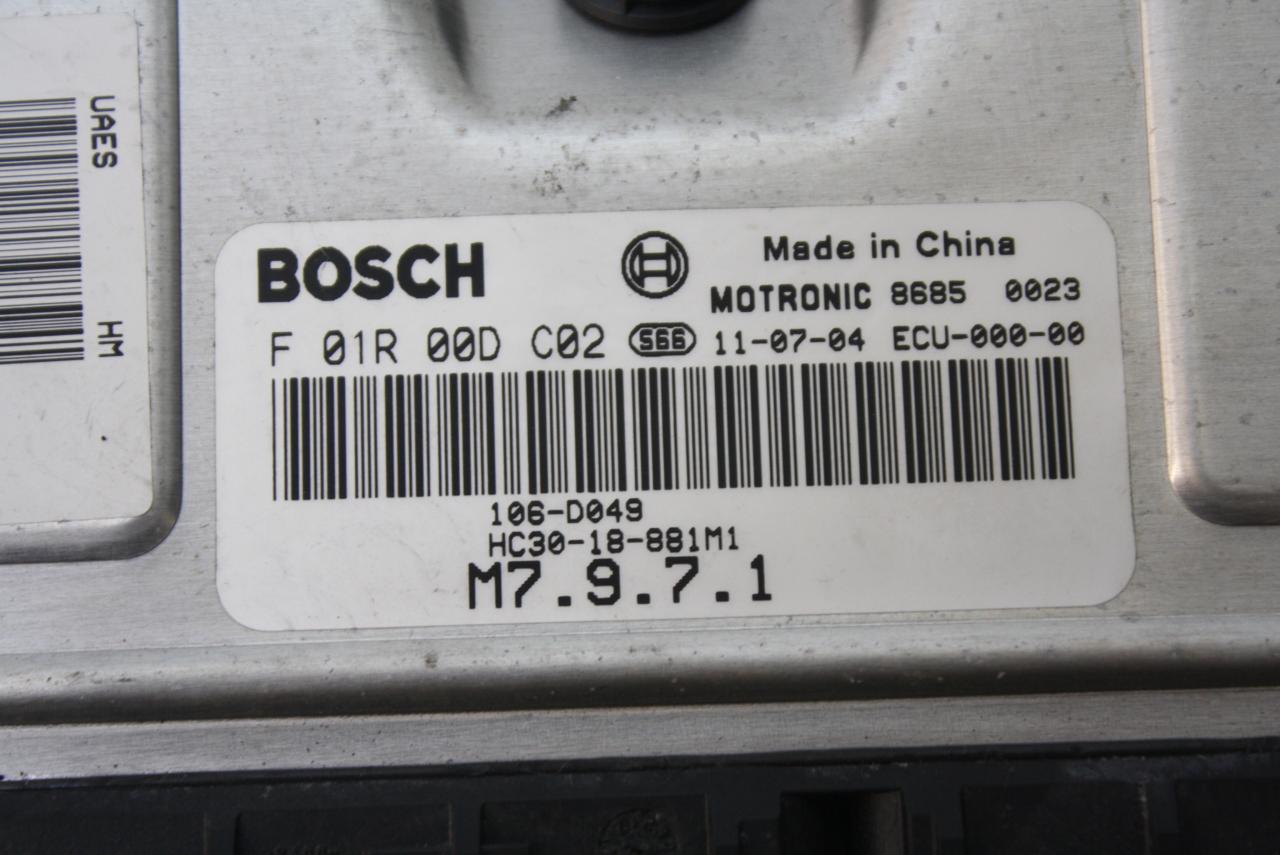 UAES
HM
BOSCH
Made in China
MOTRONIC 8685 0023
F 01R 00D C02 S66 11-07-04 ECU-000-00
106-D049
HC30-18-881M1
M7.9.7.1